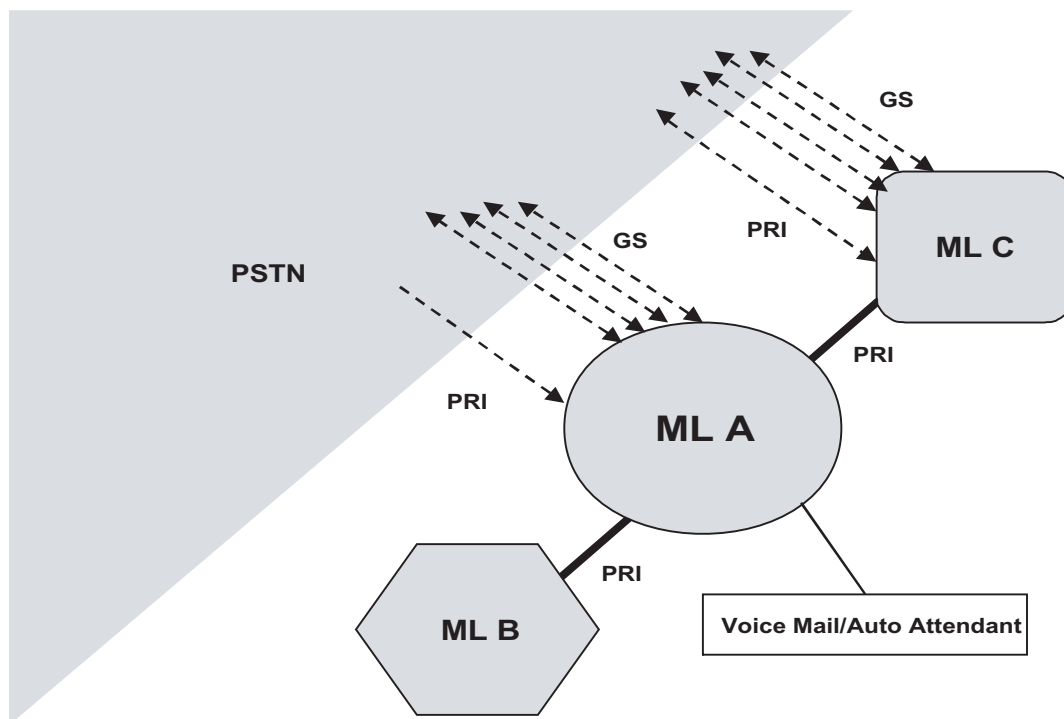 GS
PRI
ML C
GS
PSTN
PRI
PRI
ML A
PRI
ML B
Voice Mail/Auto Attendant